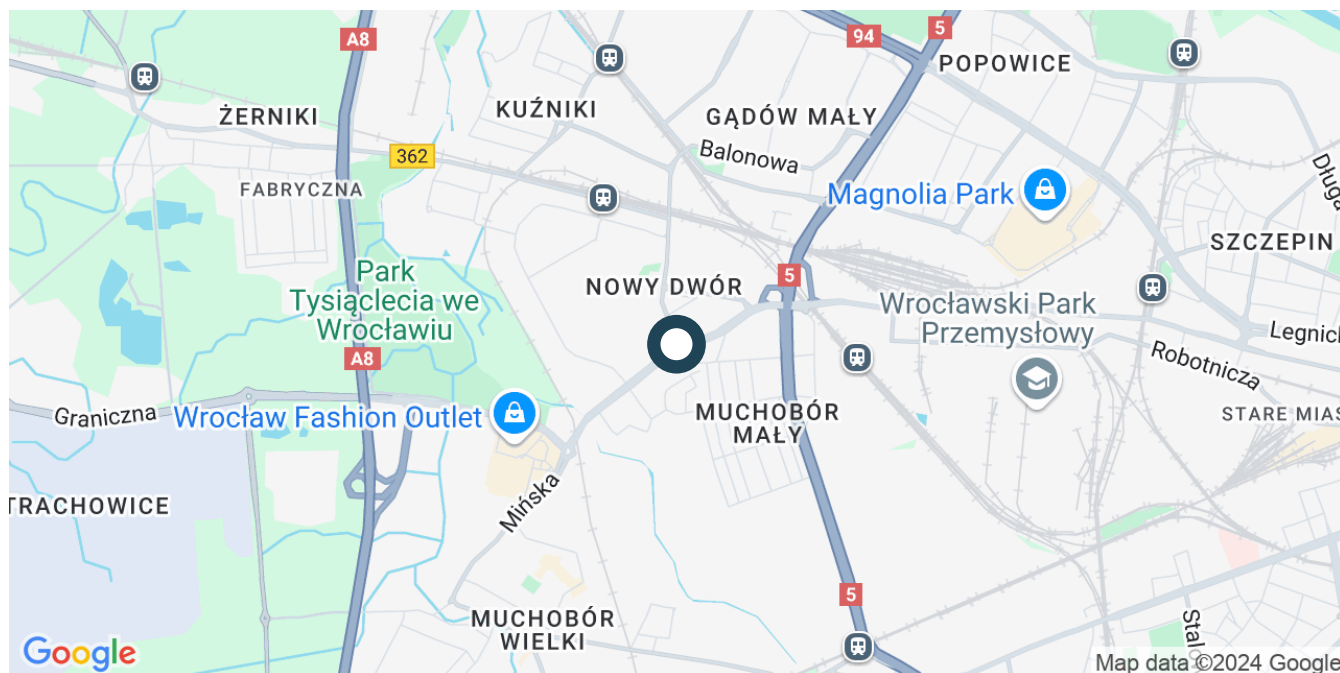 A8
94
5
POPOWICE
ŻERNIKI
KUŹNIKI
GĄDÓW MAŁY
362
Balonowa
Długa
FABRYCZNA
Magnolia Park
SZCZEPIN
Park
Tysiąclecia we
Wrocławiu
NOWY DWÓR
5
Wrocławski Park
Przemysłowy
Legnic
A8
Robotnicza
Graniczna
Wrocław Fashion Outlet
MUCHOBÓR
MAŁY
STARE MIAS
TRACHOWICE
Mińska
5
MUCHOBÓR
WIELKI
Stalow
Google
Map data ©2024 Google